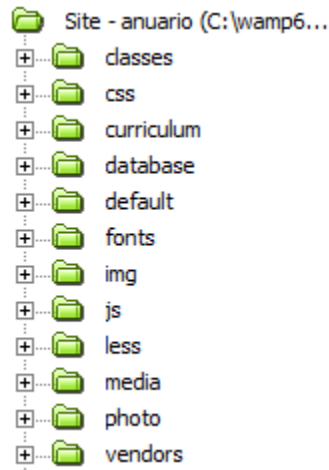 Site - anuario (C:\wamp6...
classes
css
curriculum
database
default
fonts
img
js
less
media
photo
vendors